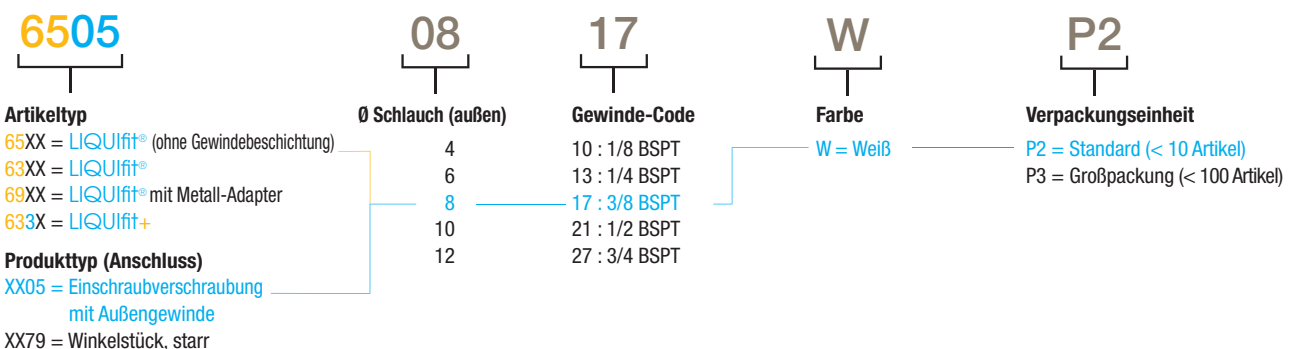 6505 08 17 W P2
Artikeltyp
65XX = LIQUIfit® (ohne Gewindebeschichtung)
63XX = LIQUIfit®
69XX = LIQUIfit® mit Metall-Adapter
633X = LIQUIfit+
Produkttyp (Anschluss)
XX05 = Einschraubverschraubung
mit Außengewinde
XX79 = Winkelstück, starr
Ø Schlauch (außen)
4
6
8
10
12
Gewinde-Code
10 : 1/8 BSPT
13 : 1/4 BSPT
17 : 3/8 BSPT
21 : 1/2 BSPT
27 : 3/4 BSPT
Farbe
W = Weiß
Verpackungseinheit
P2 = Standard (< 10 Artikel)
P3 = Großpackung (< 100 Artikel)